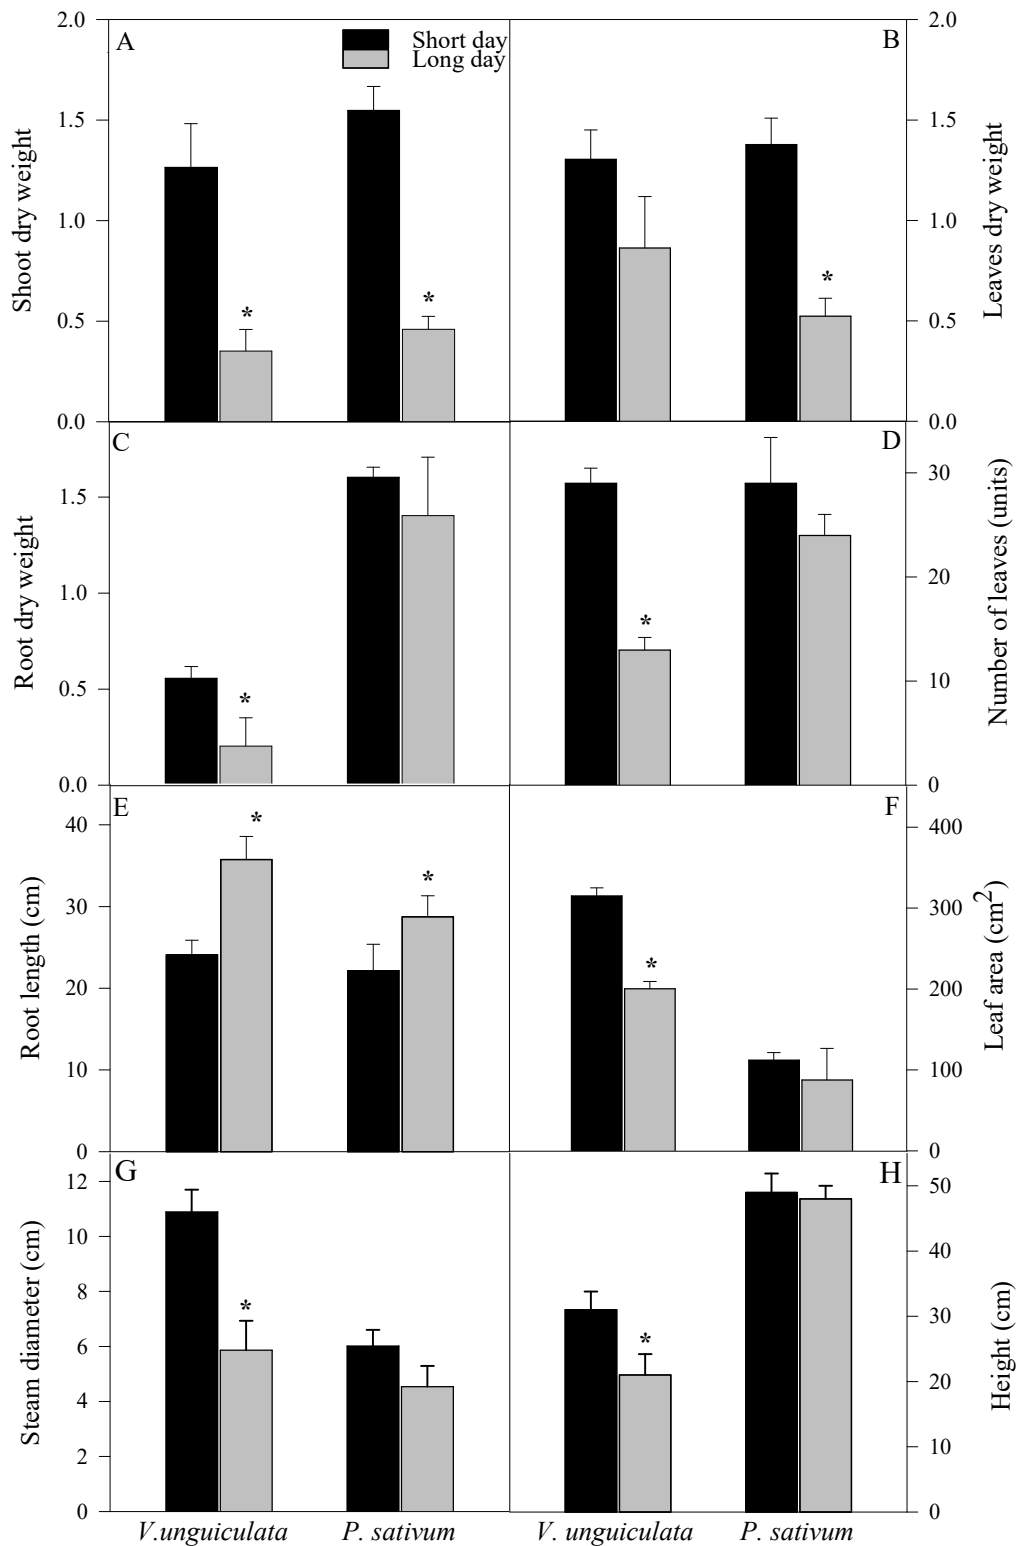 2.0
A
Short day
Long day
1.5
1.0
0.5
0.0
Shoot dry weight
B
2.0
1.5
1.0
0.5
0.0
Leaves dry weight
C
1.5
1.0
0.5
0.0
Root dry weight
D
30
20
10
0
Number of leaves (units)
E
40
30
20
10
0
Root length (cm)
F
400
300
200
100
0
Leaf area (cm2)
G
12
10
8
6
4
2
0
Steam diameter (cm)
H
50
40
30
20
10
0
Height (cm)
* * * * * * * * * *
V.unguiculata P. sativum V. unguiculata P. sativum